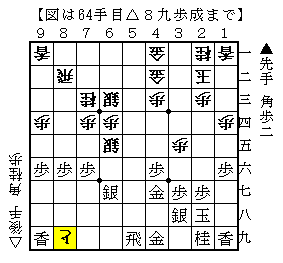 【図は64手目△８九歩成まで】
９ ８ ７ ６ ５ ４ ３ ２ １
香 金 桂 香 一
飛 金 玉 二
桂 銀 歩 歩 三
歩 歩 歩 歩 四
銀 歩 五
歩 歩 歩 歩 歩 六
銀 金 歩 歩 七
銀 玉 八
香 と 飛 金 桂 香 九
▲先手 角歩二
△後手 角桂歩